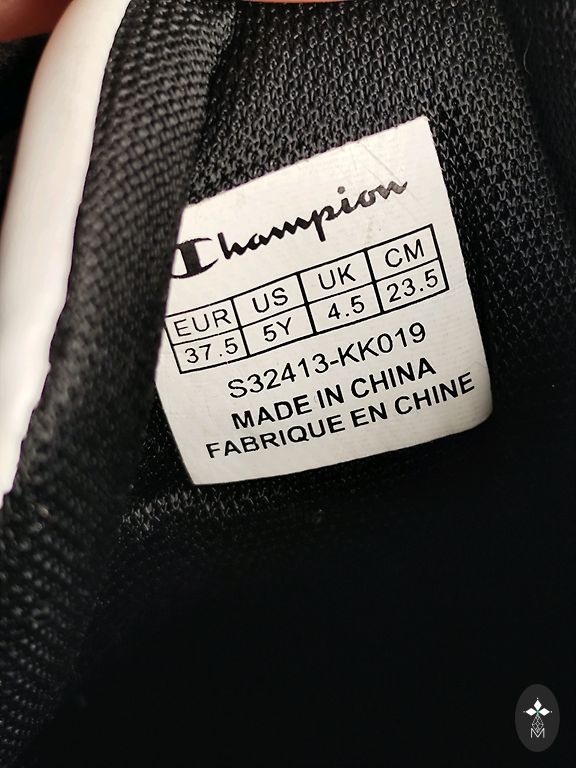 Champion
EUR US UK CM
37.5 5Y 4.5 23.5
S32413-KK019
MADE IN CHINA
FABRIQUE EN CHINE
M